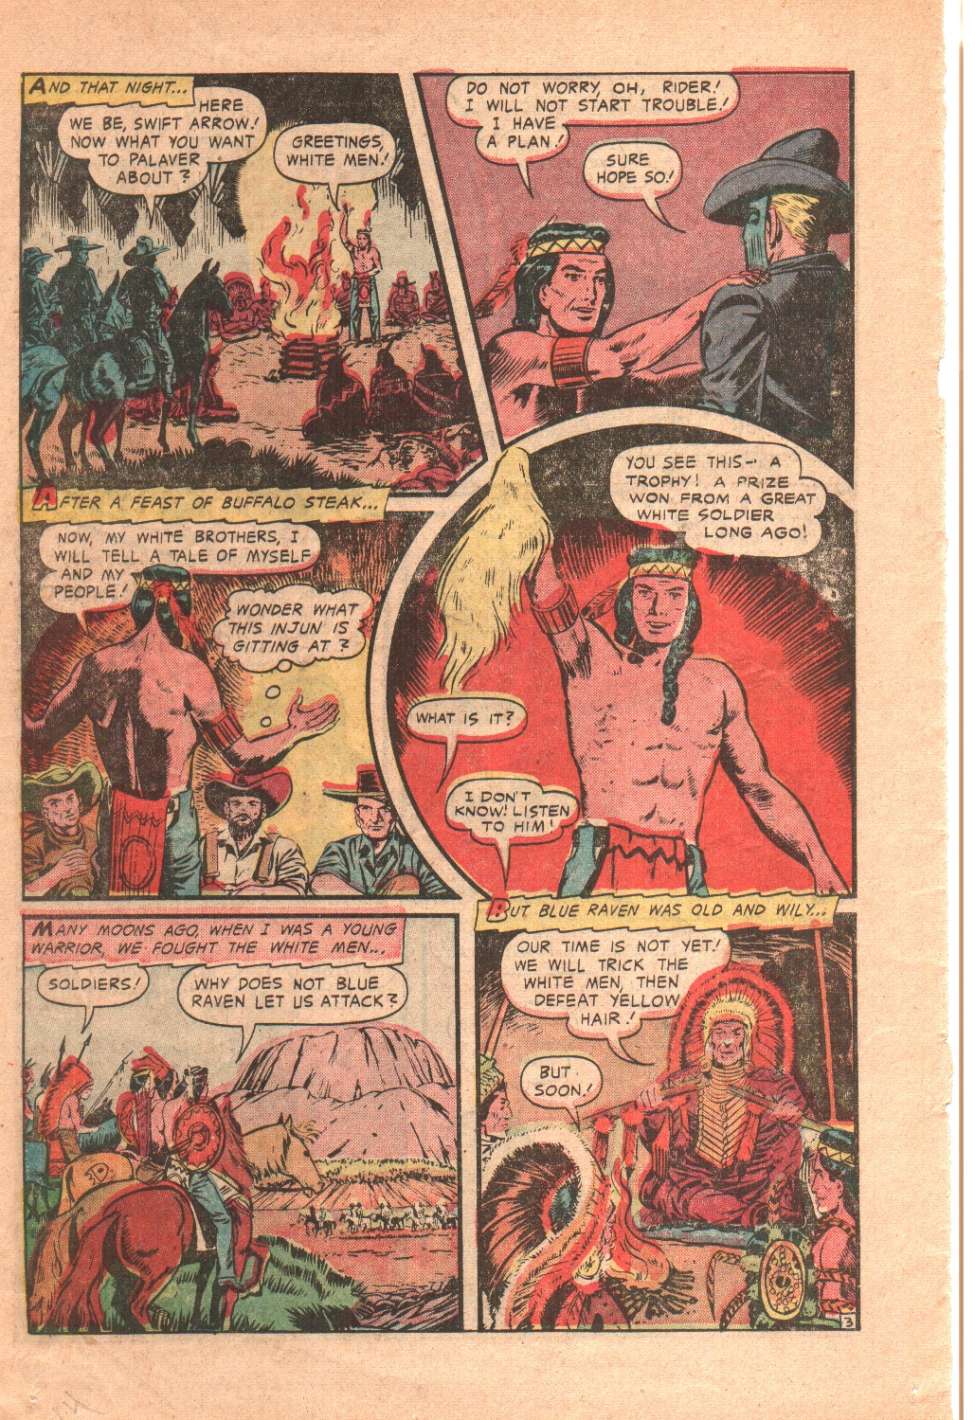 AND THAT NIGHT...
HERE
WE BE, SWIFT ARROW!
NOW WHAT YOU WANT
TO PALAVER
ABOUT?
GREETINGS,
WHITE MEN!
DO NOT WORRY, OH, RIDER!
I WILL NOT START TROUBLE!
I HAVE
A PLAN!
SURE
HOPE SO!
AFTER A FEAST OF BUFFALO STEAK...
NOW, MY WHITE BROTHERS, I
WILL TELL A TALE OF MYSELF
AND MY
PEOPLE!
WONDER WHAT
THIS INJUN IS
GITTING AT?
YOU SEE THIS-- A
TROPHY! A PRIZE
WON FROM A GREAT
WHITE SOLDIER
LONG AGO!
WHAT IS IT?
I DON'T
KNOW! LISTEN
TO HIM!
MANY MOONS AGO, WHEN I WAS A YOUNG
WARRIOR, WE FOUGHT THE WHITE MEN...
SOLDIERS!
WHY DOES NOT BLUE
RAVEN LET US ATTACK?
BUT BLUE RAVEN WAS OLD AND WILY...
OUR TIME IS NOT YET!
WE WILL TRICK THE
WHITE MEN, THEN
DEFEAT YELLOW
HAIR!
BUT
SOON!
3